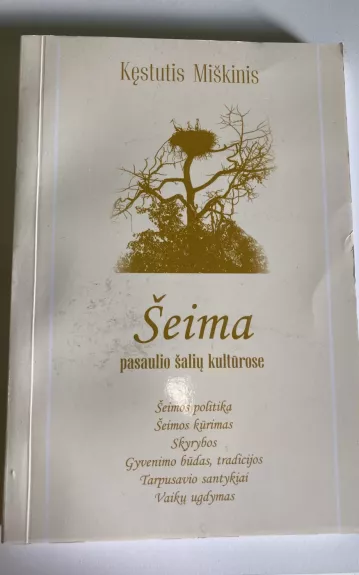 Kęstutis Miškinis
Šeima
pasaulio šalių kultūrose
Šeimos politika
Šeimos kūrimas
Skyrybos
Gyvenimo būdas, tradicijos
Tarpusavio santykiai
Vaikų ugdymas